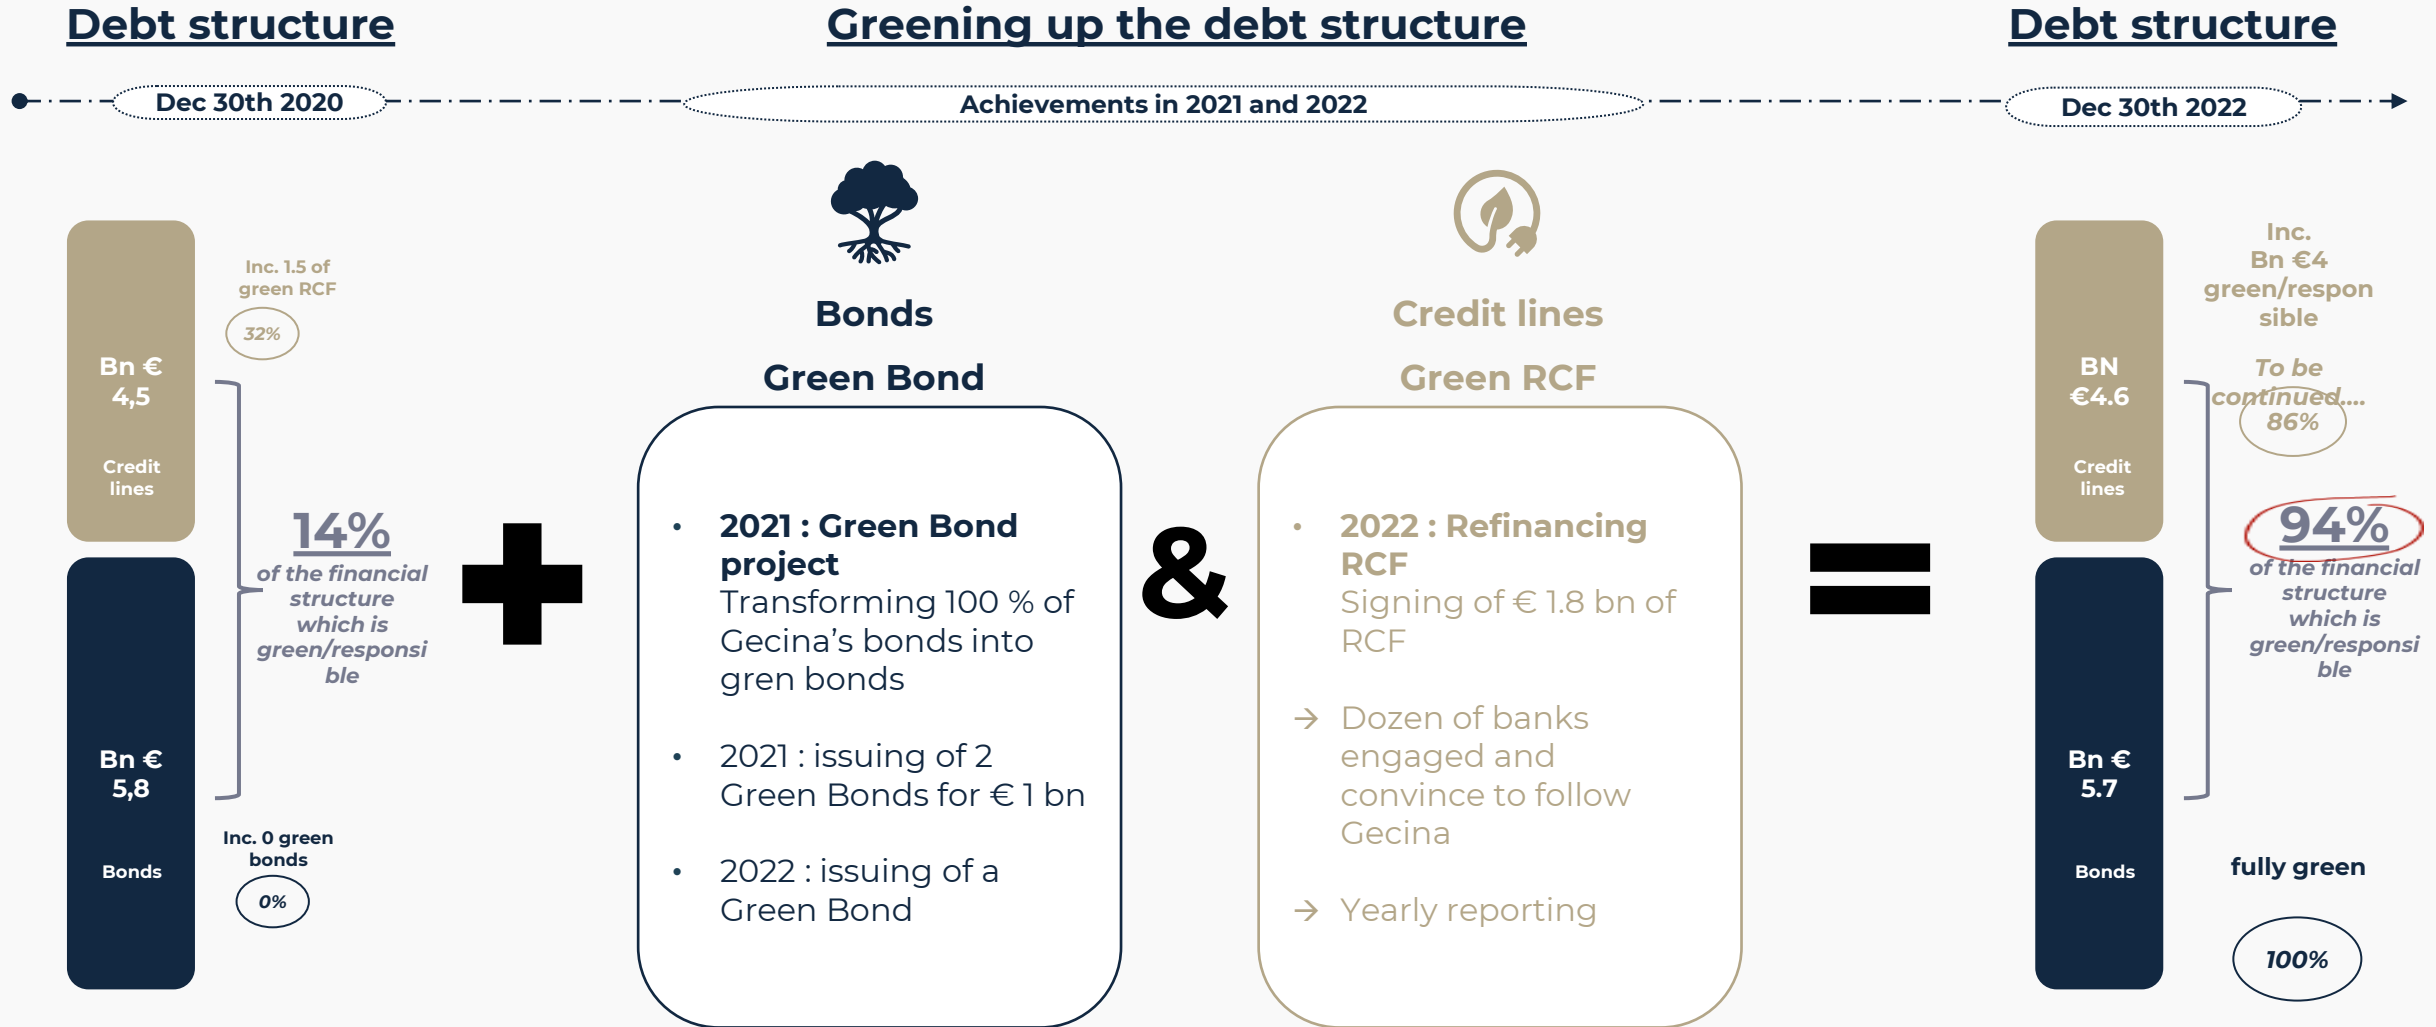 Debt structure
Greening up the debt structure
Debt structure
Dec 30th 2020
Achievements in 2021 and 2022
Dec 30th 2022
Bn €
4,5
Credit
lines
Inc. 1.5 of
green RCF
32%
14%
of the financial
structure
which is
green/responsi
ble
Bn €
5,8
Bonds
Inc. 0 green
bonds
0%
Bonds
Green Bond
• 2021 : Green Bond
project
Transforming 100 % of
Gecina’s bonds into
gren bonds
• 2021 : issuing of 2
Green Bonds for € 1 bn
• 2022 : issuing of a
Green Bond
&
Credit lines
Green RCF
• 2022 : Refinancing
RCF
Signing of € 1.8 bn of
RCF
→ Dozen of banks
engaged and
convince to follow
Gecina
→ Yearly reporting
BN
€4.6
Credit
lines
Inc.
Bn €4
green/respon
sible
To be
continued....
86%
94%
of the financial
structure
which is
green/responsi
ble
Bn €
5.7
Bonds
fully green
100%